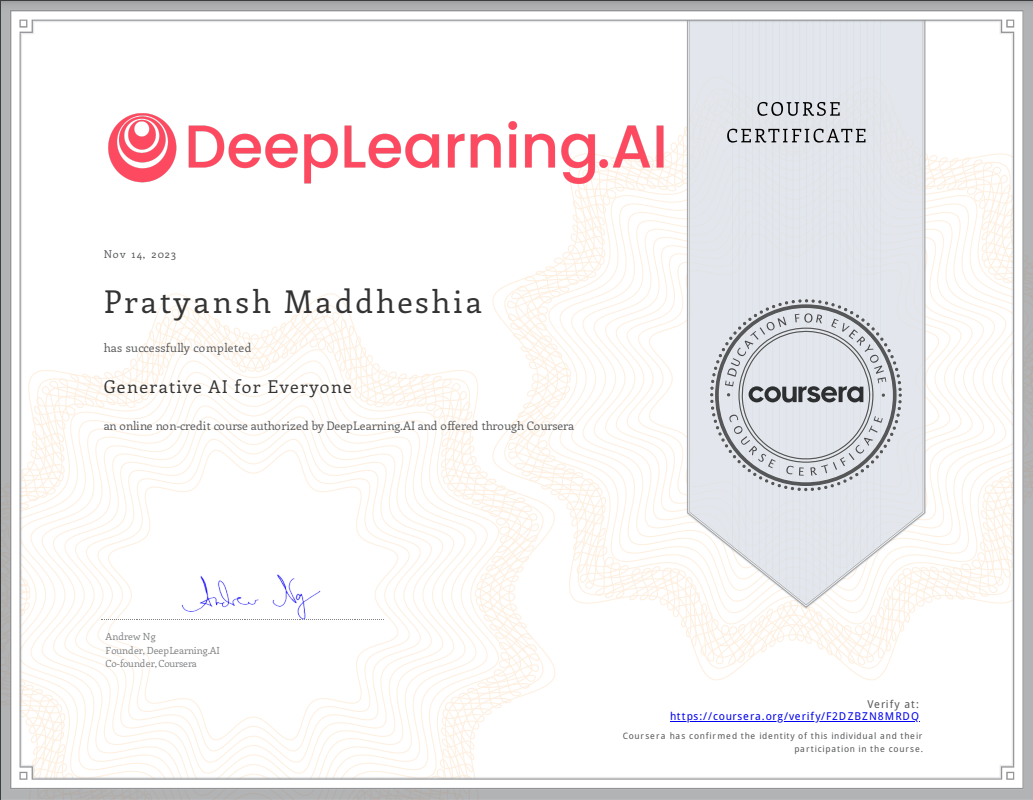 DeepLearning.AI
COURSE
CERTIFICATE
Nov 14, 2023
Pratyansh Maddheshia
has successfully completed
Generative AI for Everyone
an online non-credit course authorized by DeepLearning.AI and offered through Coursera
EDUCATION FOR EVERYONE
coursera
COURSE CERTIFICATE
Andrew Ng
Andrew Ng
Founder, DeepLearning.AI
Co-founder, Coursera
Verify at:
https://coursera.org/verify/F2DZBZN8MRDQ
Coursera has confirmed the identity of this individual and their
participation in the course.